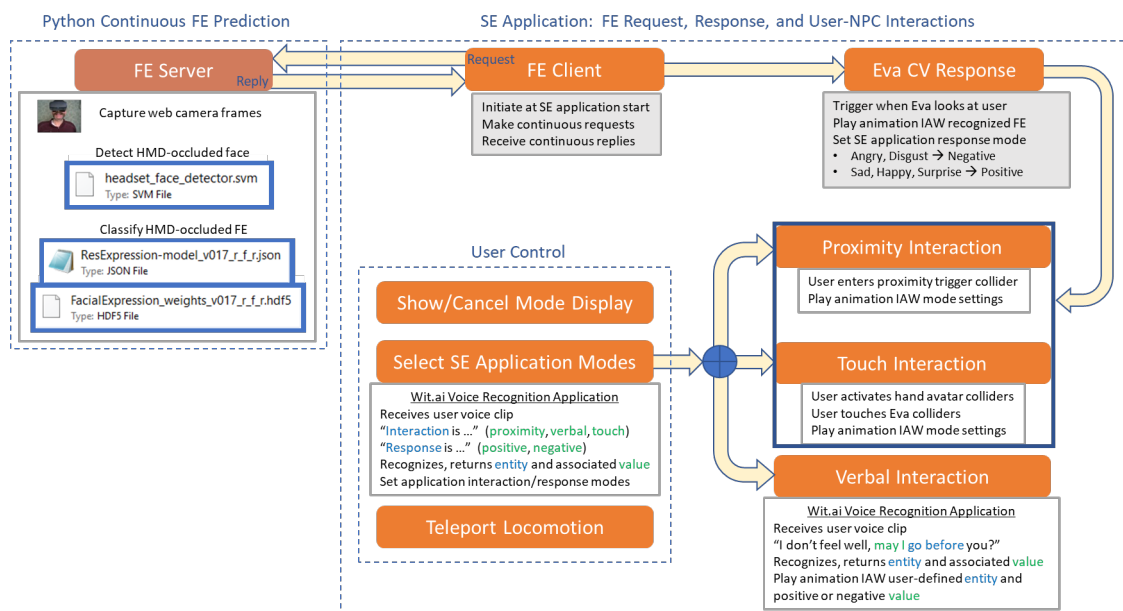 Python Continuous FE Prediction
SE Application: FE Request, Response, and User-NPC Interactions
FE Server
Request
Reply
FE Client
Eva CV Response
Capture web camera frames
Detect HMD-occluded face
headset_face_detector.svm
Type: SVM File
Classify HMD-occluded FE
ResExpression-model_v017_r_f_r.json
Type: JSON File
FacialExpression_weights_v017_r_f_r.hdf5
Type: HDF5 File
Initiate at SE application start
Make continuous requests
Receive continuous replies
Trigger when Eva looks at user
Play animation IAW recognized FE
Set SE application response mode
• Angry, Disgust → Negative
• Sad, Happy, Surprise → Positive
User Control
Show/Cancel Mode Display
Select SE Application Modes
Wit.ai Voice Recognition Application
Receives user voice clip
“Interaction is …” (proximity, verbal, touch)
“Response is …” (positive, negative)
Recognizes, returns entity and associated value
Set application interaction/response modes
Teleport Locomotion
Proximity Interaction
User enters proximity trigger collider
Play animation IAW mode settings
Touch Interaction
User activates hand avatar colliders
User touches Eva colliders
Play animation IAW mode settings
Verbal Interaction
Wit.ai Voice Recognition Application
Receives user voice clip
“I don’t feel well, may I go before you?”
Recognizes, returns entity and associated value
Play animation IAW user-defined entity and
positive or negative value